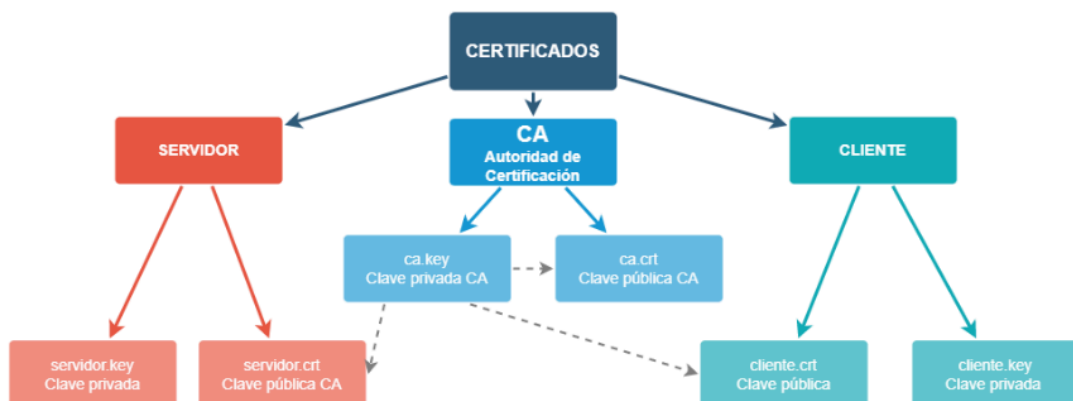 CERTIFICADOS
SERVIDOR
CA
Autoridad de
Certificación
CLIENTE
ca.key
Clave privada CA
ca.crt
Clave pública CA
servidor.key
Clave privada
servidor.crt
Clave pública CA
cliente.crt
Clave pública
cliente.key
Clave privada